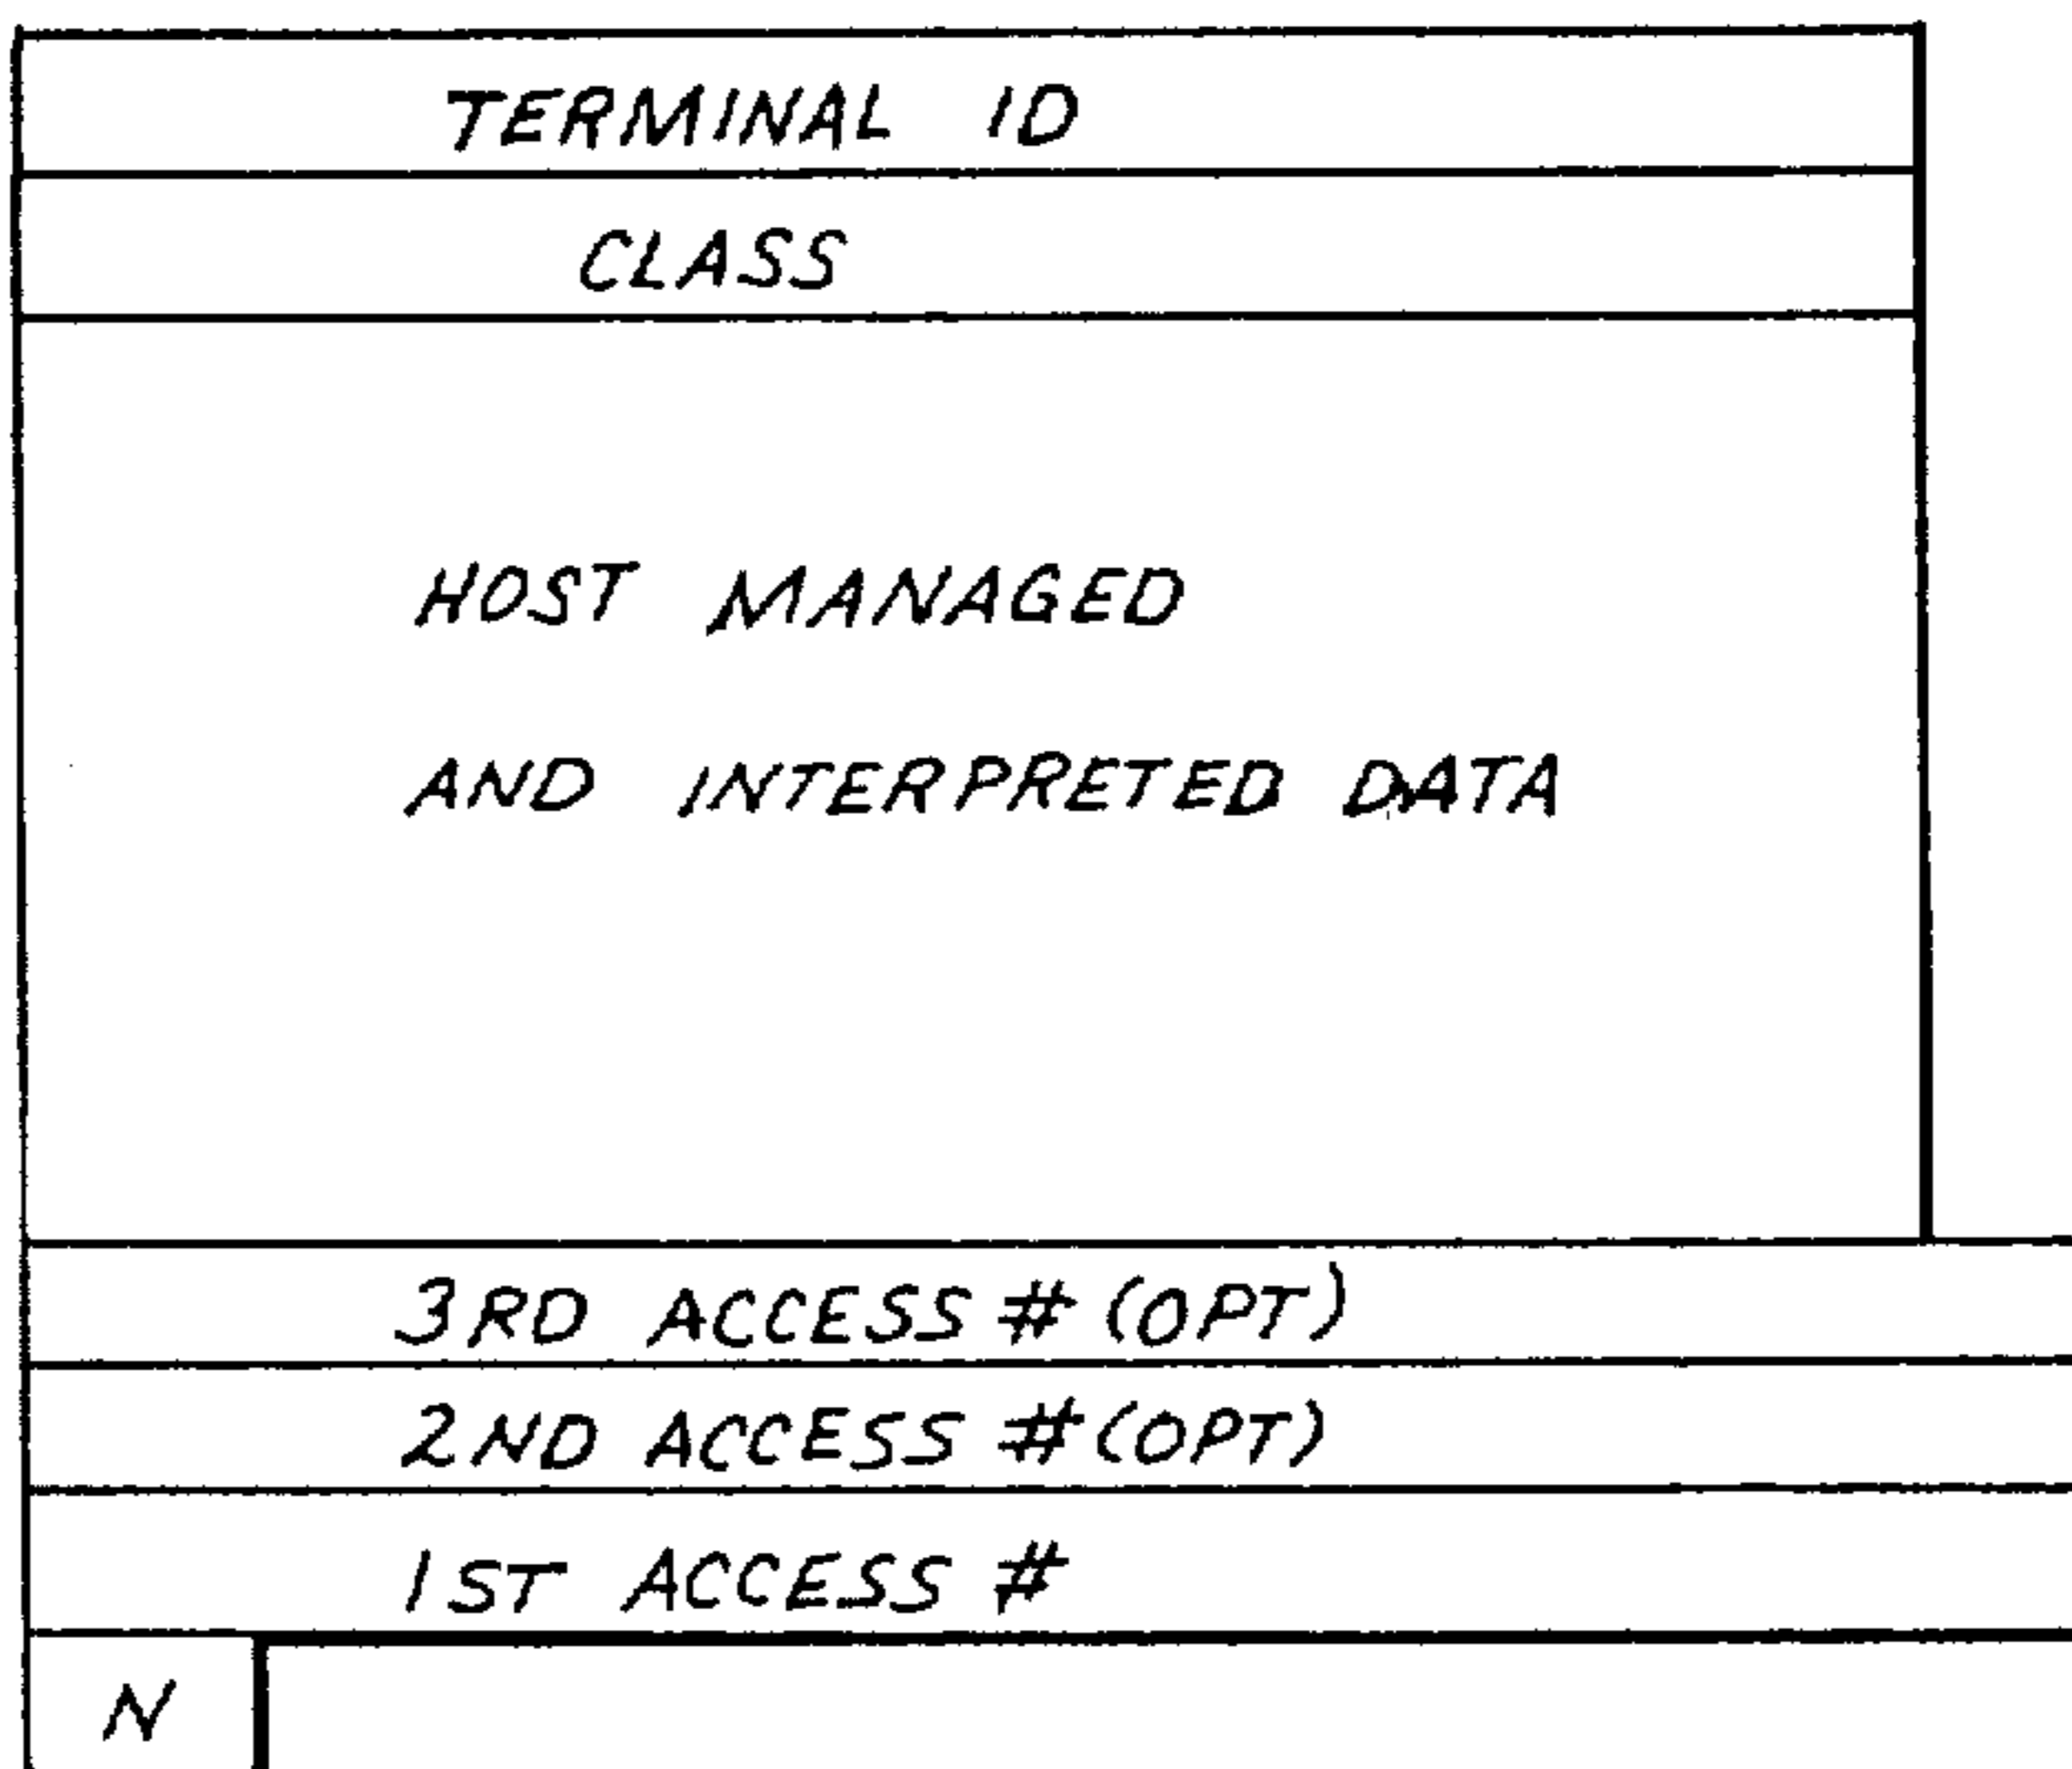 TERMINAL ID
CLASS
HOST MANAGED
AND INTERPRETED DATA
3RD ACCESS # (OPT)
2ND ACCESS # (OPT)
1ST ACCESS #
N